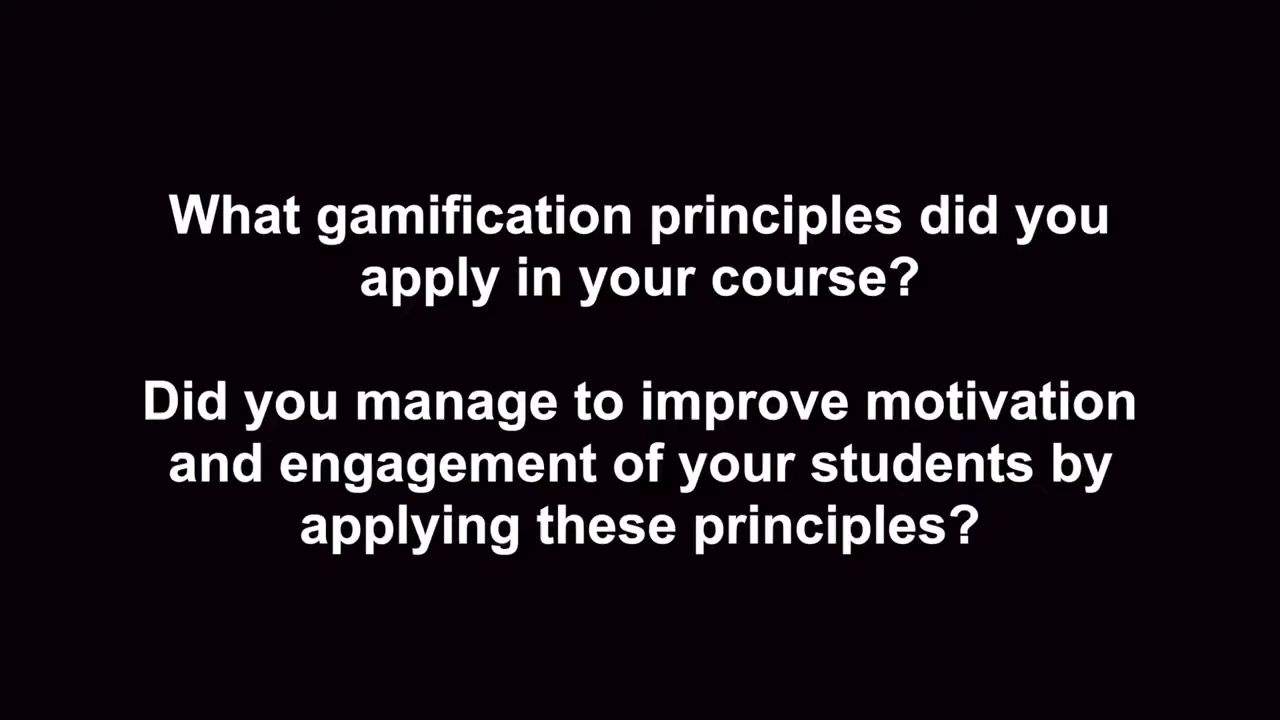 What gamification principles did you
apply in your course?
Did you manage to improve motivation
and engagement of your students by
applying these principles?